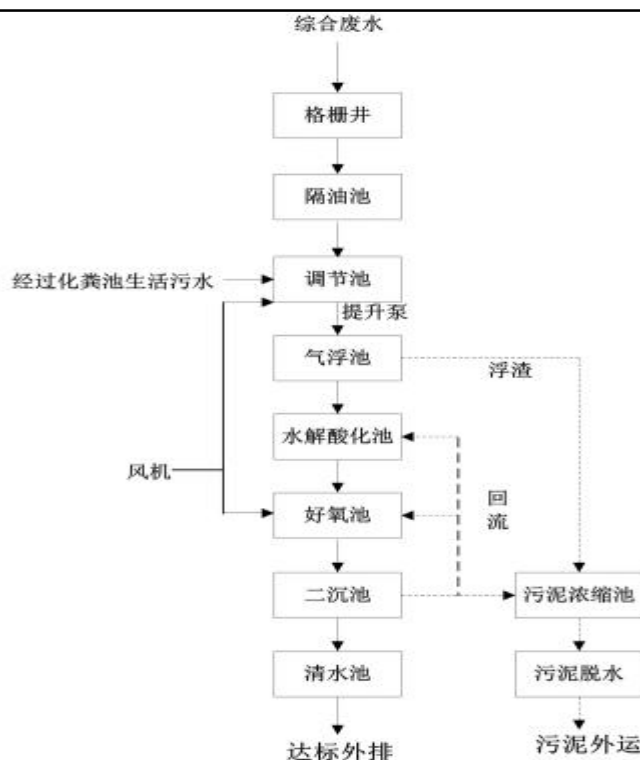 综合废水
格栅井
隔油池
经过化粪池生活污水
调节池
提升泵
气浮池
浮渣
水解酸化池
风机
回
流
好氧池
二沉池
污泥浓缩池
清水池
污泥脱水
达标外排
污泥外运